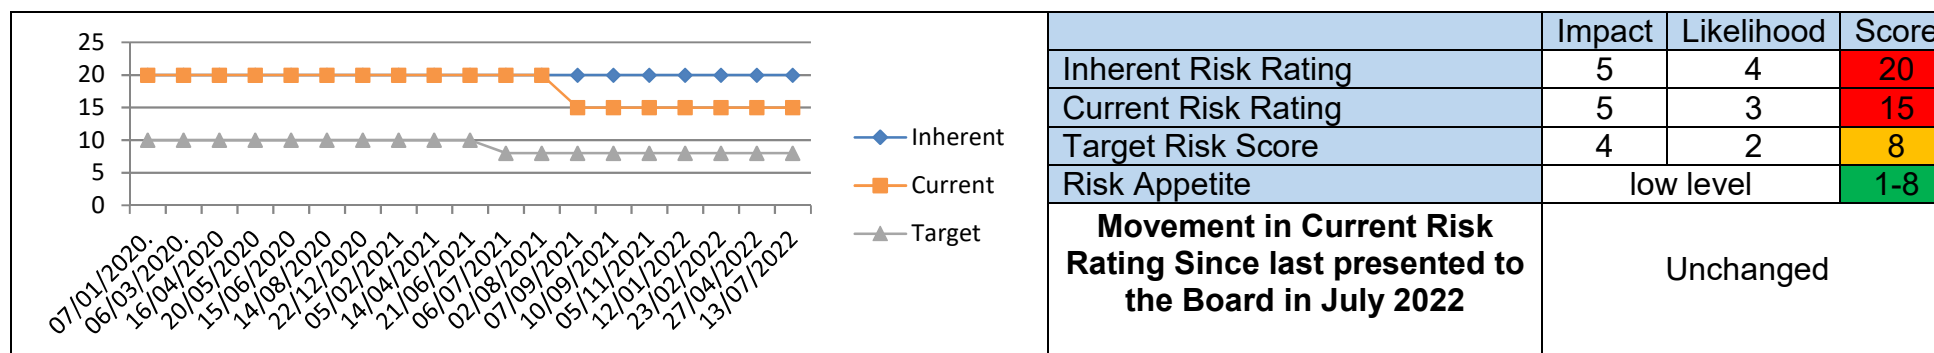 25
20
15
10
5
0
07/01/2020.
06/03/2020.
16/04/2020
20/05/2020
15/06/2020
14/08/2020
22/12/2020
05/02/2021
14/04/2021
21/06/2021
06/07/2021
02/08/2021
07/09/2021
10/09/2021
05/11/2021
12/01/2022
23/02/2022
27/04/2022
13/07/2022
Inherent
Current
Target
Impact Likelihood Score
Inherent Risk Rating 5 4 20
Current Risk Rating 5 3 15
Target Risk Score 4 2 8
Risk Appetite low level 1-8
Movement in Current Risk
Rating Since last presented to
the Board in July 2022
Unchanged